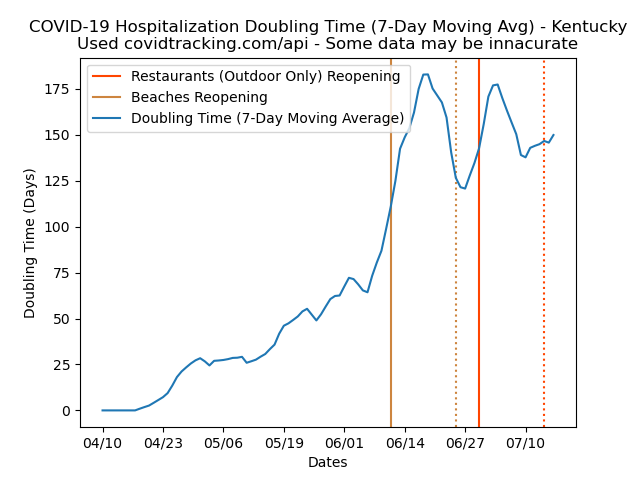 COVID-19 Hospitalization Doubling Time (7-Day Moving Avg) - Kentucky
Used covidtracking.com/api - Some data may be innacurate
Restaurants (Outdoor Only) Reopening
Beaches Reopening
Doubling Time (7-Day Moving Average)
Doubling Time (Days)
175
150
125
100
75
50
25
0
04/10 04/23 05/06 05/19 06/01 06/14 06/27 07/10
Dates